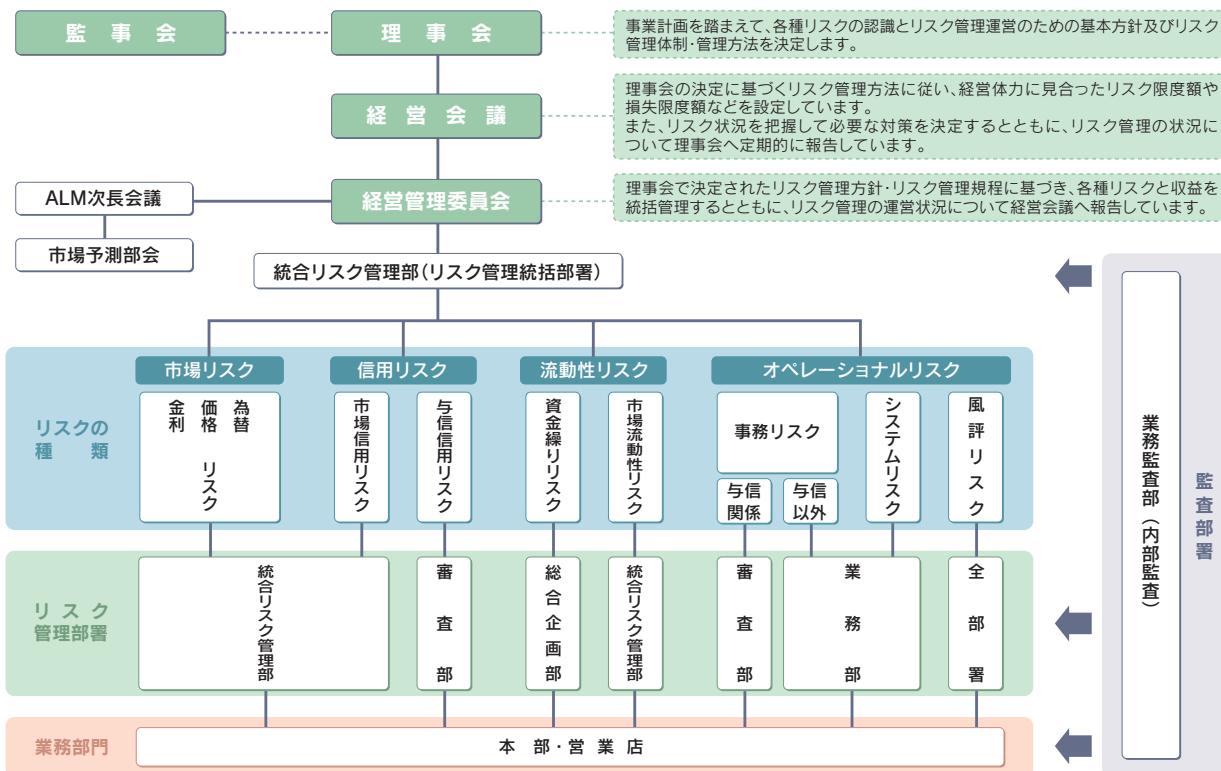 監事会
理事会
事業計画を踏まえて、各種リスクの認識とリスク管理運営のための基本方針及びリスク
管理体制・管理方法を決定します。
経営会議
理事会の決定に基づくリスク管理方法に従い、経営体力に見合ったリスク限度額や
損失限度額などを設定しています。
また、リスク状況を把握して必要な対策を決定するとともに、リスク管理の状況に
ついて理事会へ定期的に報告しています。
ALM次長会議
経営管理委員会
理事会で決定されたリスク管理方針・リスク管理規程に基づき、各種リスクと収益を
統括管理するとともに、リスク管理の運営状況について経営会議へ報告しています。
市場予測部会
統合リスク管理部(リスク管理統括部署)
リスクの
種類
市場リスク
信用リスク
流動性リスク
オペレーショナルリスク
金利
価格
為替
リスク
市場信用リスク
与信信用リスク
資金繰りリスク
市場流動性リスク
事務リスク
与信
関係
与信
以外
システムリスク
風評リスク
リスク
管理部署
統合リスク管理部
審査部
総合企画部
統合リスク管理部
審査部
業務部
全部署
業務部門
本部・営業店
業務監査部(内部監査)
監査部署